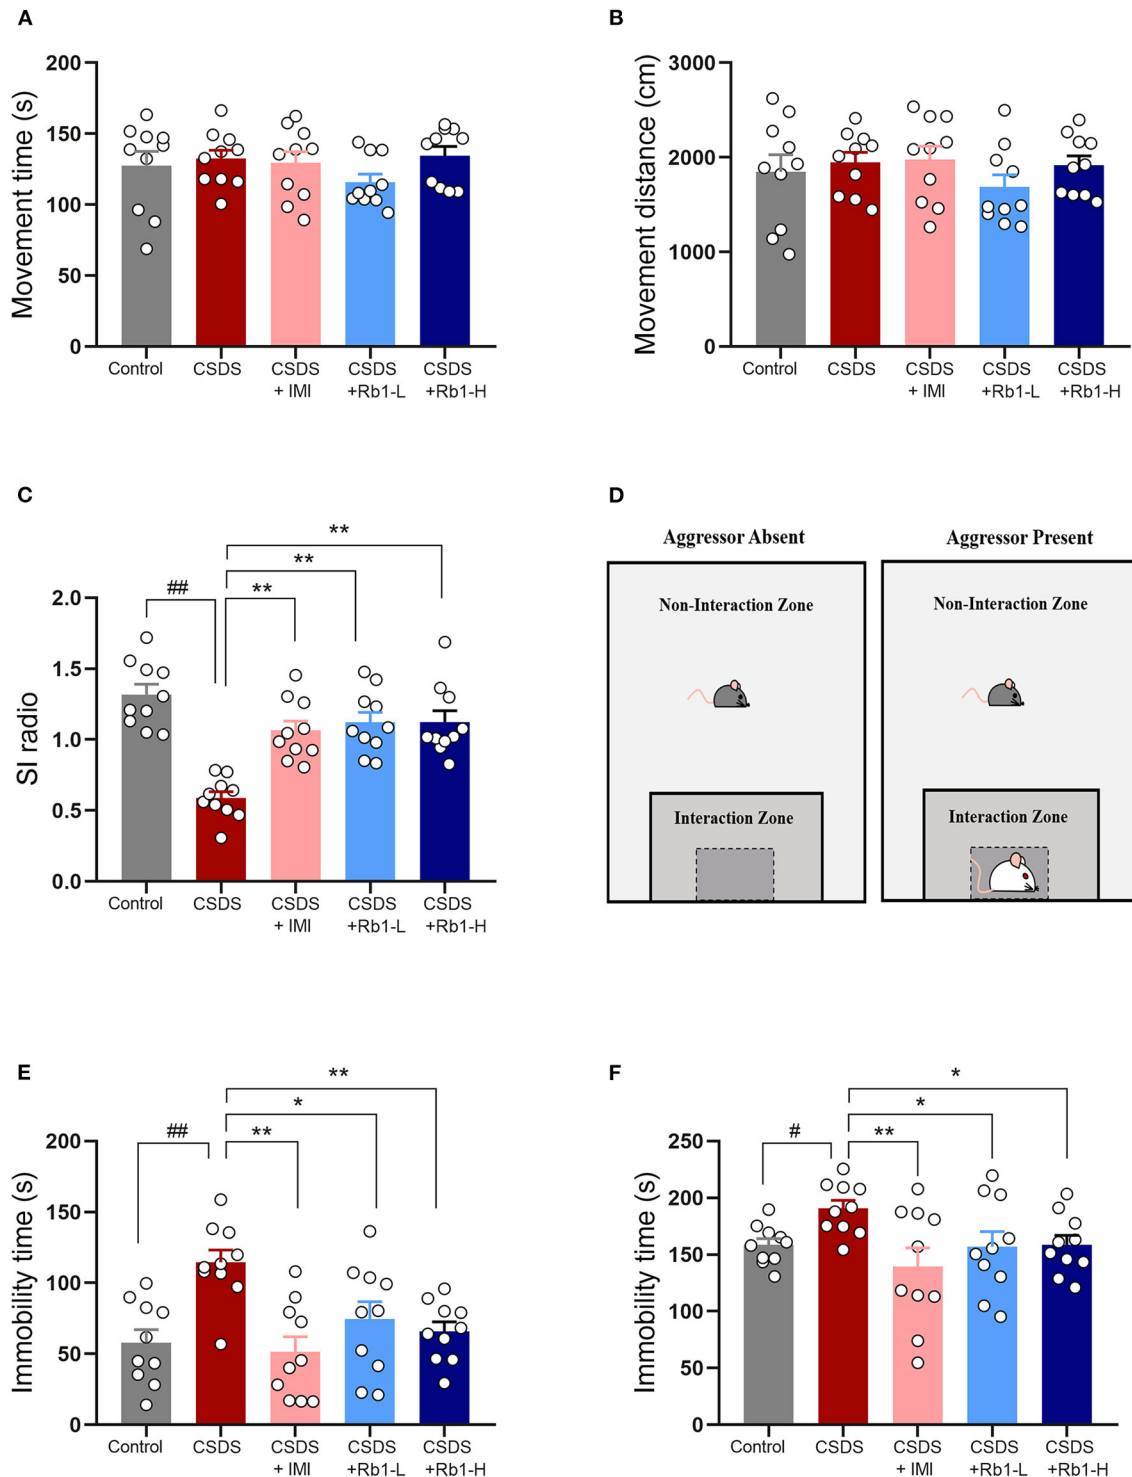 A
Movement time (s)
200
150
100
50
0
Control
CSDS
CSDS
+ IMI
CSDS
+Rb1-L
CSDS
+Rb1-H
B
Movement distance (cm)
3000
2000
1000
0
Control
CSDS
CSDS
+ IMI
CSDS
+Rb1-L
CSDS
+Rb1-H
C
SI radio
2.0
1.5
1.0
0.5
0.0
##
**
**
**
Control
CSDS
CSDS
+ IMI
CSDS
+Rb1-L
CSDS
+Rb1-H
D
Aggressor Absent
Non-Interaction Zone
Interaction Zone
Aggressor Present
Non-Interaction Zone
Interaction Zone
E
Immobility time (s)
200
150
100
50
0
##
**
*
**
Control
CSDS
CSDS
+ IMI
CSDS
+Rb1-L
CSDS
+Rb1-H
F
Immobility time (s)
250
200
150
100
50
0
#
**
*
*
Control
CSDS
CSDS
+ IMI
CSDS
+Rb1-L
CSDS
+Rb1-H